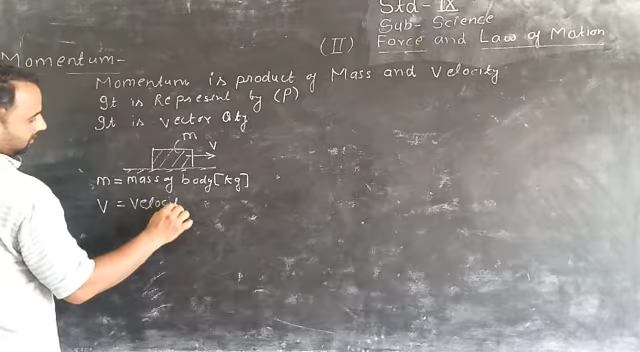 Std - IX
Sub - Science
(II) Force and Law of Motion
Momentum -
Momentum is product of Mass and Velocity
It is Represent by (P)
It is vector Qty
m
V
m = mass of body [kg]
V = Velocity